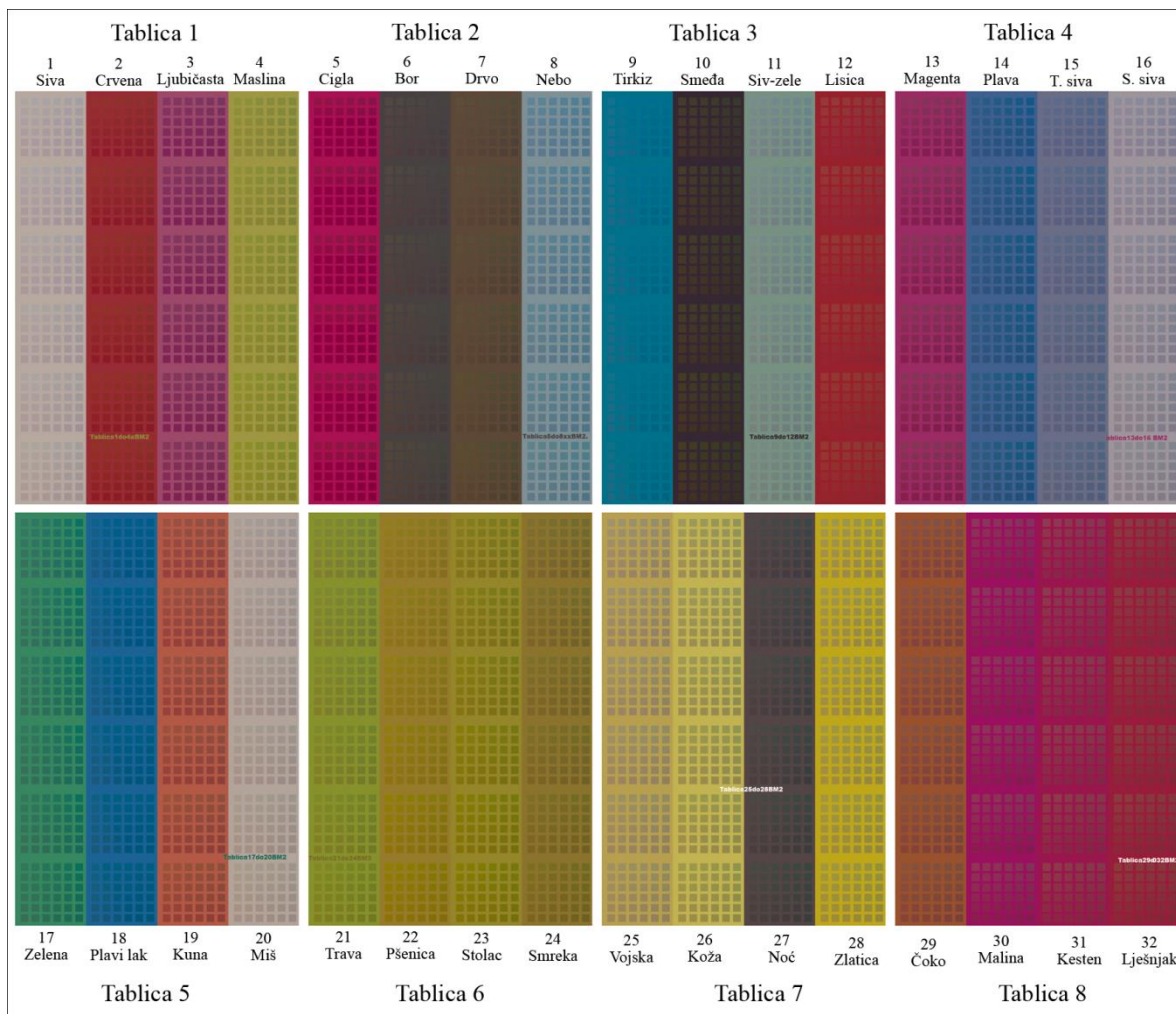 Tablica 1
Tablica 2
Tablica 3
Tablica 4
1 2 3 4 5 6 7 8 9 10 11 12 13 14 15 16
Siva Crvena Ljubičasta Maslina Cigla Bor Drvo Nebo Tirkiz Smeđa Siv-zele Lisica Magenta Plava T. siva S. siva
Tablica1do4aBM2
Tablica9do12BM2
17 18 19 20 21 22 23 24 25 26 27 28 29 30 31 32
Zelena Plavi lak Kuna Miš Trava Pšenica Stolac Smreka Vojska Koža Noć Zlatica Čoko Malina Kesten Lješnjak
Tablica25do28BM2
Tablica17do20BM2
Tablica 5
Tablica 6
Tablica 7
Tablica 8